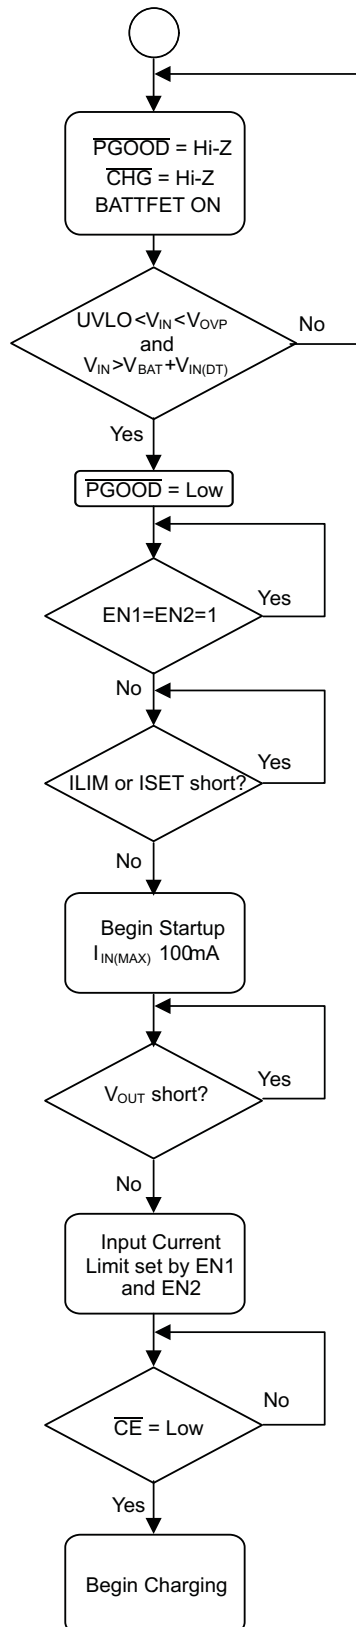 PGOOD = Hi-Z
CHG = Hi-Z
BATTFET ON
UVLO<VIN<VOVP
and
VIN>VBAT+VIN(DT)
No
Yes
PGOOD = Low
EN1=EN2=1
Yes
No
ILIM or ISET short?
Yes
No
Begin Startup
IIN(MAX) 100mA
VOUT short?
Yes
No
Input Current
Limit set by EN1
and EN2
CE = Low
No
Yes
Begin Charging